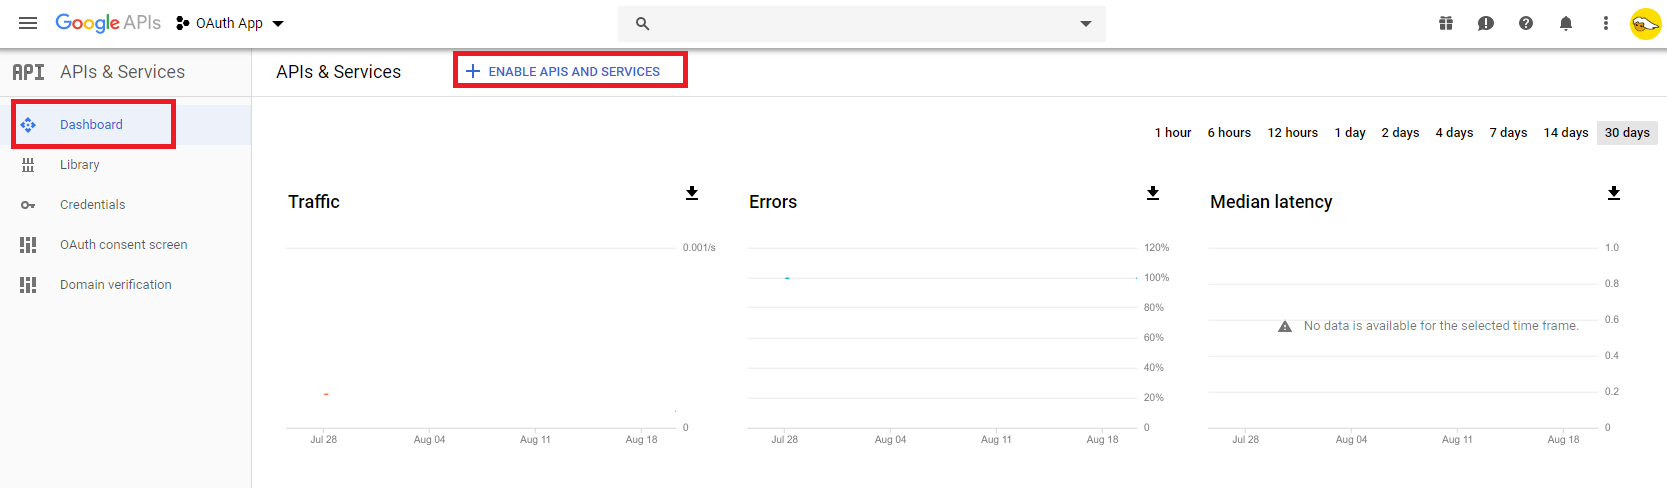 Google APIs OAuth App
API APIs & Services
APIs & Services
ENABLE APIS AND SERVICES
Dashboard
Library
Credentials
OAuth consent screen
Domain verification
1 hour 6 hours 12 hours 1 day 2 days 4 days 7 days 14 days 30 days
Traffic
0.001/s
0
Jul 28 Aug 04 Aug 11 Aug 18
Errors
120%
100%
80%
60%
40%
20%
0
Jul 28 Aug 04 Aug 11 Aug 18
Median latency
1.0
0.8
No data is available for the selected time frame.
0.6
0.4
0.2
0
Jul 28 Aug 04 Aug 11 Aug 18